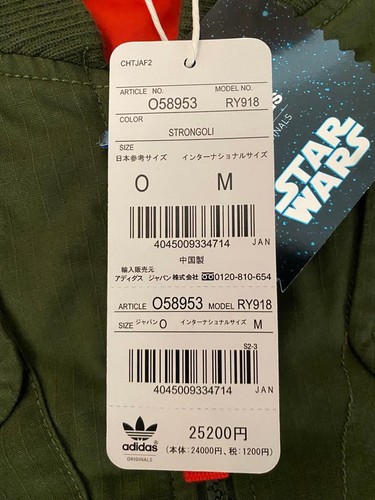 CHTJAF2
ARTICLE NO. O58953 MODEL NO. RY918
COLOR
STRONGOLI
SIZE
日本参考サイズ インターナショナルサイズ
O M
4045009334714 JAN
中国製
輸入販売元
アディダス ジャパン株式会社 0120-810-654
ARTICLE O58953 MODEL RY918
SIZE ジャパン O インターナショナルサイズ M
S2-3
4045009334714 JAN
adidas®
ORIGINALS
25200円
(本体:24000円、税:1200円)
STAR
WARS